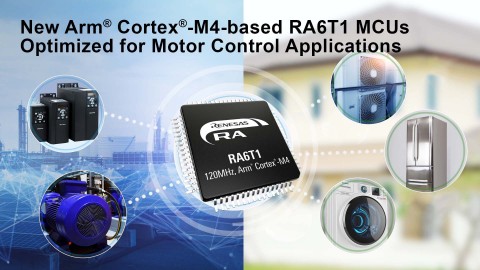 New Arm® Cortex®-M4-based RA6T1 MCUs
Optimized for Motor Control Applications
RENESAS
RA
RA6T1
120MHz, Arm® Cortex®-M4